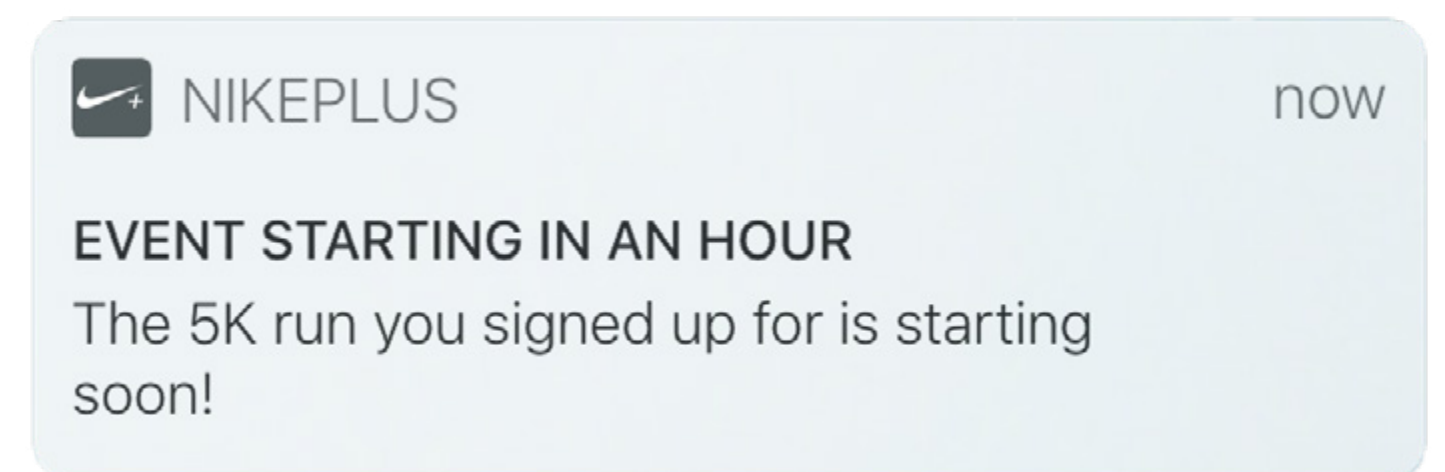 NIKEPLUS
now
EVENT STARTING IN AN HOUR
The 5K run you signed up for is starting
soon!